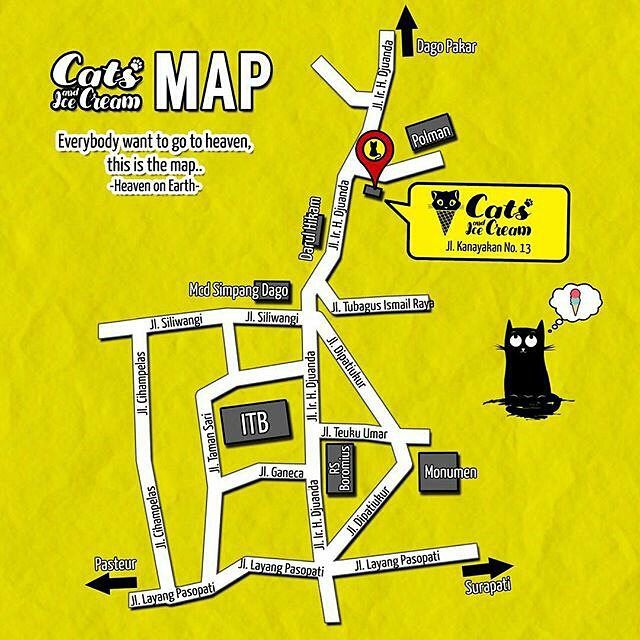 Cats and Ice Cream MAP
Everybody want to go to heaven,
this is the map..
-Heaven on Earth-
Dago Pakar
Jl. Ir. H. Djuanda
Polman
Cats
and
Ice Cream
Jl. Kanayakan No. 13
Darul Hikam
Jl. Ir. H. Djuanda
Mcd Simpang Dago
Jl. Tubagus Ismail Raya
Jl. Siliwangi
Jl. Siliwangi
Jl. Cihampelas
Jl. Ir. H. Djuanda
Jl. Dipatiukur
Jl. Taman Sari
ITB
Jl. Teuku Umar
Jl. Ganeca
RS
Boromius
Monumen
Jl. Cihampelas
Jl. Ir. H. Djuanda
Jl. Dipatiukur
Pasteur
Jl. Layang Pasopati
Jl. Layang Pasopati
Jl. Layang Pasopati
Surapati